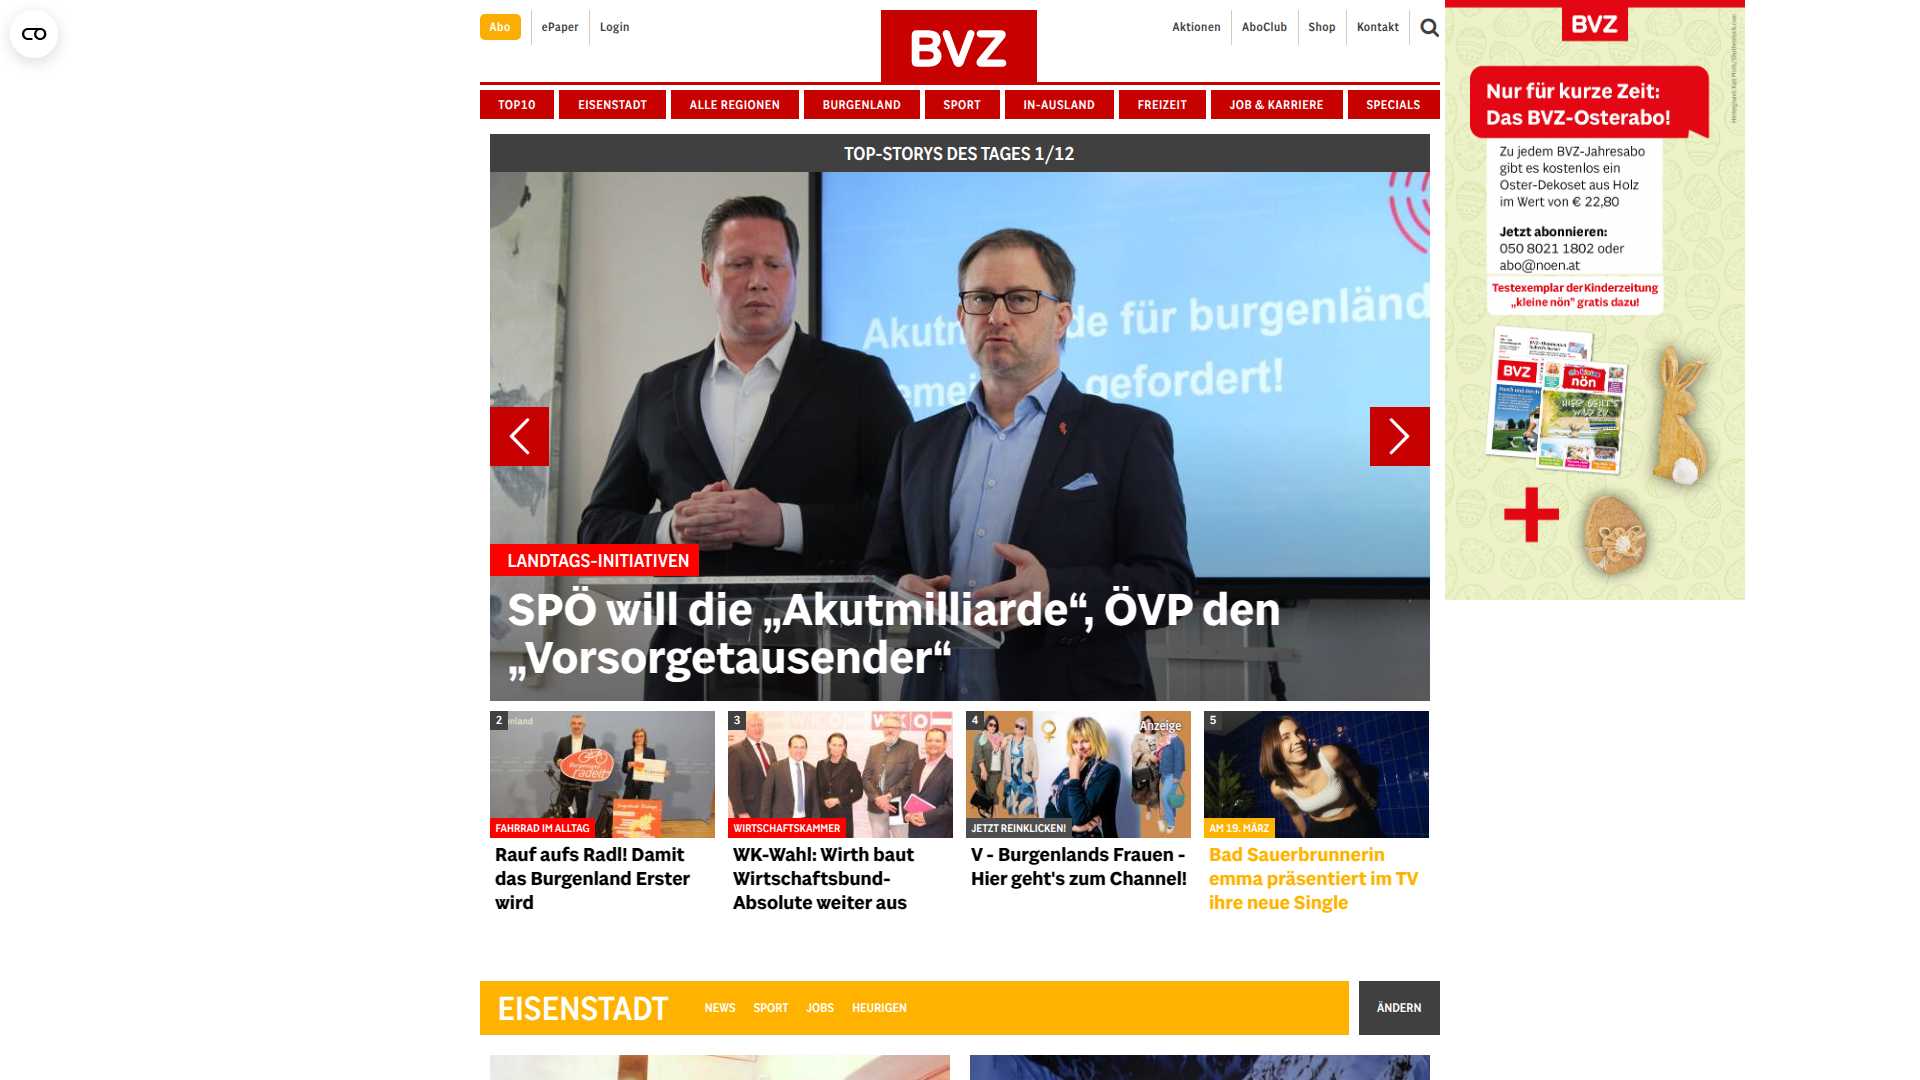 Abo
ePaper
Login
BVZ
Aktionen
AboClub
Shop
Kontakt
TOP10
EISENSTADT
ALLE REGIONEN
BURGENLAND
SPORT
IN-AUSLAND
FREIZEIT
JOB & KARRIERE
SPECIALS
TOP-STORYS DES TAGES 1/12
de für burgenländ
gefordert!
LANDTAGS-INITIATIVEN
SPÖ will die „Akutmilliarde“, ÖVP den
„Vorsorgetausender“
2
FAHRRAD IM ALLTAG
Rauf aufs Radl! Damit
das Burgenland Erster
wird
3
WKO
WIRTSCHAFTSKAMMER
WK-Wahl: Wirth baut
Wirtschaftsbund-
Absolute weiter aus
4
Anzeige
JETZT REINKLICKEN!
V - Burgenlands Frauen -
Hier geht's zum Channel!
5
AM 19. MÄRZ
Bad Sauerbrunnerin
emma präsentiert im TV
ihre neue Single
EISENSTADT
NEWS
SPORT
JOBS
HEURIGEN
ÄNDERN
BVZ
Nur für kurze Zeit:
Das BVZ-Osterabo!
Zu jedem BVZ-Jahresabo
gibt es kostenlos ein
Oster-Dekoset aus Holz
im Wert von € 22,80
Jetzt abonnieren:
050 8021 1802 oder
abo@noen.at
Testexemplar der Kinderzeitung
„kleine nön“ gratis dazu!
BVZ
nön